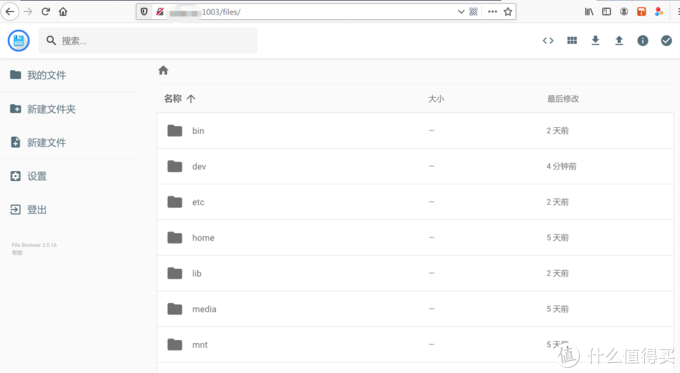 :1003/files/
搜索...
我的文件
新建文件夹
新建文件
设置
登出
File Browser 2.0.16
帮助
名称 大小 最后修改
bin — 2 天前
dev — 4 分钟前
etc — 2 天前
home — 5 天前
lib — 2 天前
media — 5 天前
mnt — 5 天前
值 什么值得买